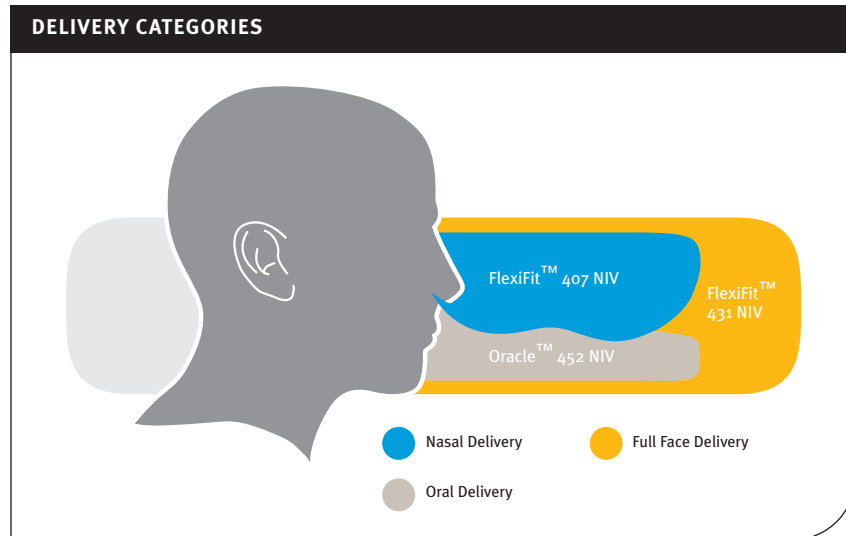 DELIVERY CATEGORIES
FlexiFit™ 407 NIV
FlexiFit™
431 NIV
Oracle™ 452 NIV
Nasal Delivery
Full Face Delivery
Oral Delivery